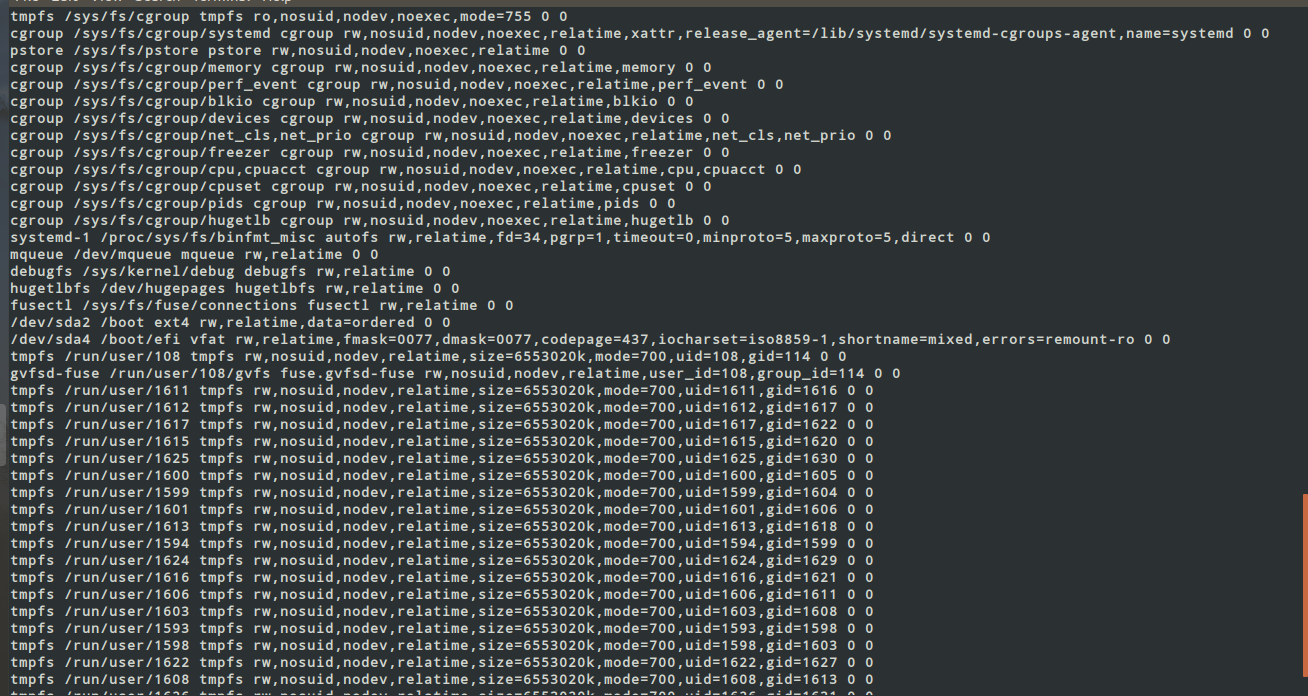 tmpfs /sys/fs/cgroup tmpfs ro,nosuid,nodev,noexec,mode=755 0 0
cgroup /sys/fs/cgroup/systemd cgroup rw,nosuid,nodev,noexec,relatime,xattr,release_agent=/lib/systemd/systemd-cgroups-agent,name=systemd 0 0
pstore /sys/fs/pstore pstore rw,nosuid,nodev,noexec,relatime 0 0
cgroup /sys/fs/cgroup/memory cgroup rw,nosuid,nodev,noexec,relatime,memory 0 0
cgroup /sys/fs/cgroup/perf_event cgroup rw,nosuid,nodev,noexec,relatime,perf_event 0 0
cgroup /sys/fs/cgroup/blkio cgroup rw,nosuid,nodev,noexec,relatime,blkio 0 0
cgroup /sys/fs/cgroup/devices cgroup rw,nosuid,nodev,noexec,relatime,devices 0 0
cgroup /sys/fs/cgroup/net_cls,net_prio cgroup rw,nosuid,nodev,noexec,relatime,net_cls,net_prio 0 0
cgroup /sys/fs/cgroup/freezer cgroup rw,nosuid,nodev,noexec,relatime,freezer 0 0
cgroup /sys/fs/cgroup/cpu,cpuacct cgroup rw,nosuid,nodev,noexec,relatime,cpu,cpuacct 0 0
cgroup /sys/fs/cgroup/cpuset cgroup rw,nosuid,nodev,noexec,relatime,cpuset 0 0
cgroup /sys/fs/cgroup/pids cgroup rw,nosuid,nodev,noexec,relatime,pids 0 0
cgroup /sys/fs/cgroup/hugetlb cgroup rw,nosuid,nodev,noexec,relatime,hugetlb 0 0
systemd-1 /proc/sys/fs/binfmt_misc autofs rw,relatime,fd=34,pgrp=1,timeout=0,minproto=5,maxproto=5,direct 0 0
mqueue /dev/mqueue mqueue rw,relatime 0 0
debugfs /sys/kernel/debug debugfs rw,relatime 0 0
hugetlbfs /dev/hugepages hugetlbfs rw,relatime 0 0
fusectl /sys/fs/fuse/connections fusectl rw,relatime 0 0
/dev/sda2 /boot ext4 rw,relatime,data=ordered 0 0
/dev/sda4 /boot/efi vfat rw,relatime,fmask=0077,dmask=0077,codepage=437,iocharset=iso8859-1,shortname=mixed,errors=remount-ro 0 0
tmpfs /run/user/108 tmpfs rw,nosuid,nodev,relatime,size=6553020k,mode=700,uid=108,gid=114 0 0
gvfsd-fuse /run/user/108/gvfs fuse.gvfsd-fuse rw,nosuid,nodev,relatime,user_id=108,group_id=114 0 0
tmpfs /run/user/1611 tmpfs rw,nosuid,nodev,relatime,size=6553020k,mode=700,uid=1611,gid=1616 0 0
tmpfs /run/user/1612 tmpfs rw,nosuid,nodev,relatime,size=6553020k,mode=700,uid=1612,gid=1617 0 0
tmpfs /run/user/1617 tmpfs rw,nosuid,nodev,relatime,size=6553020k,mode=700,uid=1617,gid=1622 0 0
tmpfs /run/user/1615 tmpfs rw,nosuid,nodev,relatime,size=6553020k,mode=700,uid=1615,gid=1620 0 0
tmpfs /run/user/1625 tmpfs rw,nosuid,nodev,relatime,size=6553020k,mode=700,uid=1625,gid=1630 0 0
tmpfs /run/user/1600 tmpfs rw,nosuid,nodev,relatime,size=6553020k,mode=700,uid=1600,gid=1605 0 0
tmpfs /run/user/1599 tmpfs rw,nosuid,nodev,relatime,size=6553020k,mode=700,uid=1599,gid=1604 0 0
tmpfs /run/user/1601 tmpfs rw,nosuid,nodev,relatime,size=6553020k,mode=700,uid=1601,gid=1606 0 0
tmpfs /run/user/1613 tmpfs rw,nosuid,nodev,relatime,size=6553020k,mode=700,uid=1613,gid=1618 0 0
tmpfs /run/user/1594 tmpfs rw,nosuid,nodev,relatime,size=6553020k,mode=700,uid=1594,gid=1599 0 0
tmpfs /run/user/1624 tmpfs rw,nosuid,nodev,relatime,size=6553020k,mode=700,uid=1624,gid=1629 0 0
tmpfs /run/user/1616 tmpfs rw,nosuid,nodev,relatime,size=6553020k,mode=700,uid=1616,gid=1621 0 0
tmpfs /run/user/1606 tmpfs rw,nosuid,nodev,relatime,size=6553020k,mode=700,uid=1606,gid=1611 0 0
tmpfs /run/user/1603 tmpfs rw,nosuid,nodev,relatime,size=6553020k,mode=700,uid=1603,gid=1608 0 0
tmpfs /run/user/1593 tmpfs rw,nosuid,nodev,relatime,size=6553020k,mode=700,uid=1593,gid=1598 0 0
tmpfs /run/user/1598 tmpfs rw,nosuid,nodev,relatime,size=6553020k,mode=700,uid=1598,gid=1603 0 0
tmpfs /run/user/1622 tmpfs rw,nosuid,nodev,relatime,size=6553020k,mode=700,uid=1622,gid=1627 0 0
tmpfs /run/user/1608 tmpfs rw,nosuid,nodev,relatime,size=6553020k,mode=700,uid=1608,gid=1613 0 0